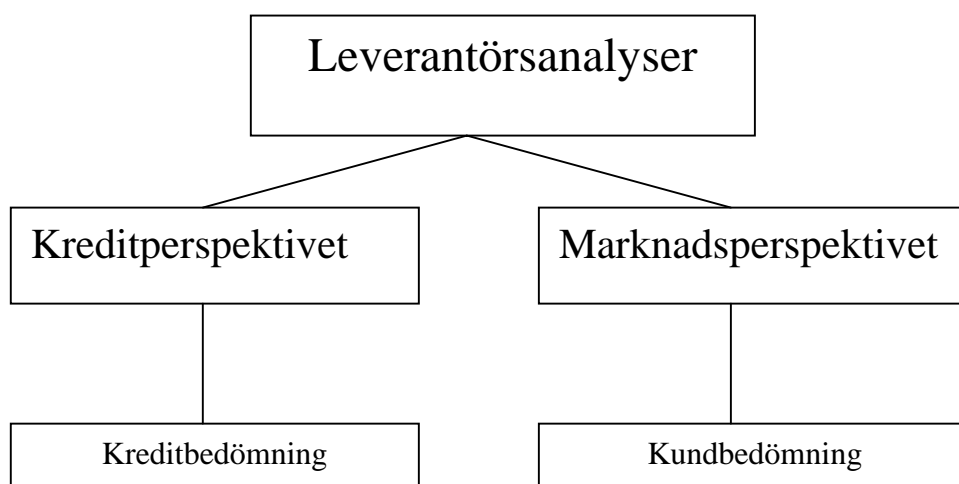 Leverantörsanalyser
Kreditperspektivet
Marknadsperspektivet
Kreditbedömning
Kundbedömning